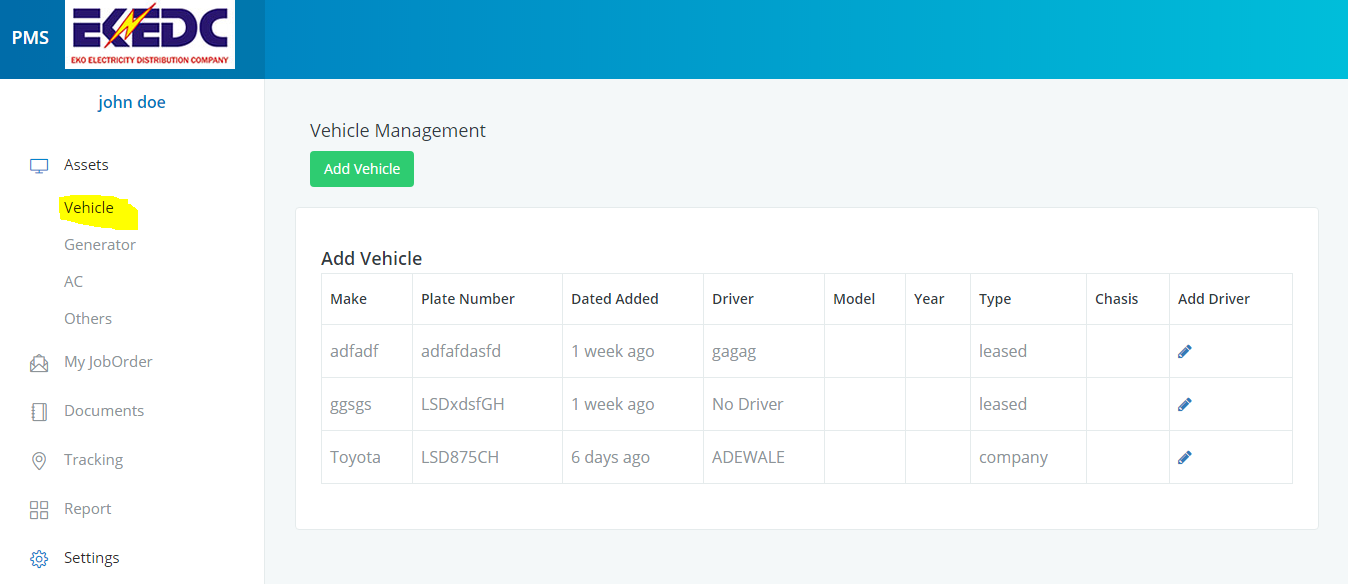 PMS
EKEDC
EKO ELECTRICITY DISTRIBUTION COMPANY
john doe
Assets
Vehicle
Generator
AC
Others
My JobOrder
Documents
Tracking
Report
Settings
Vehicle Management
Add Vehicle
Add Vehicle
Make Plate Number Dated Added Driver Model Year Type Chasis Add Driver
adfadf adfafdasfd 1 week ago gagag leased
ggsgs LSDxdsfGH 1 week ago No Driver leased
Toyota LSD875CH 6 days ago ADEWALE company